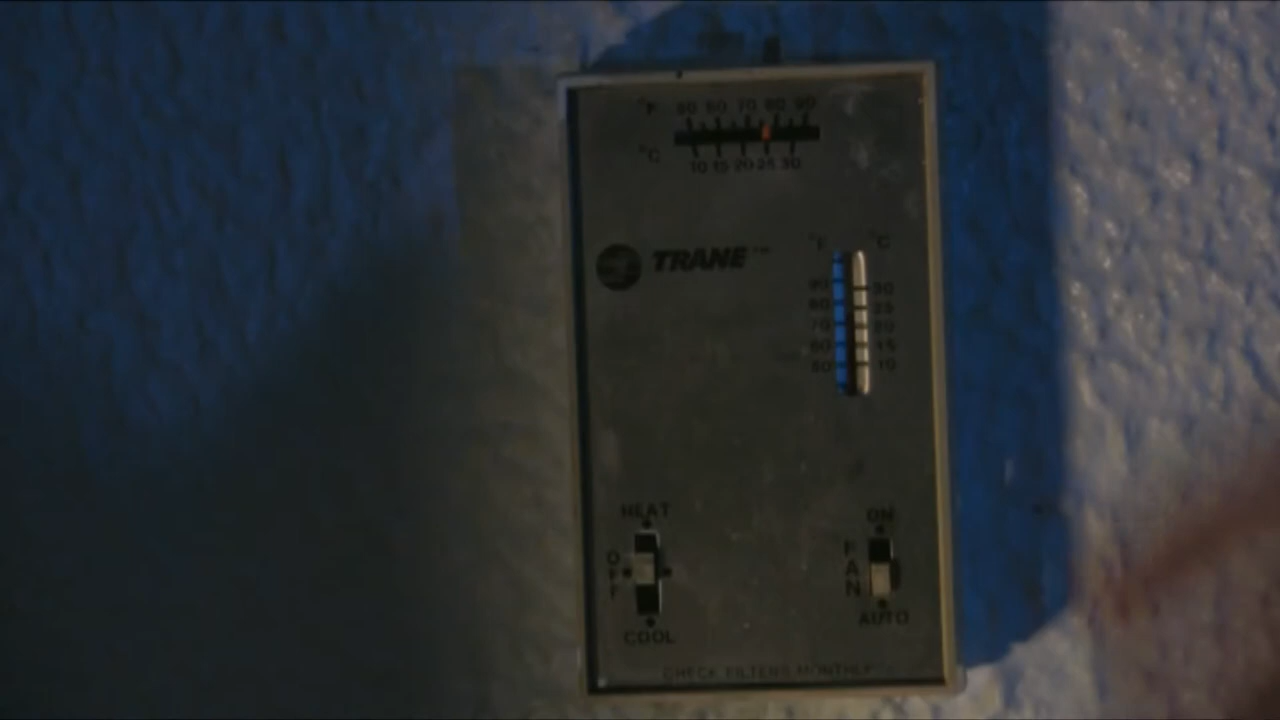 °F 50 60 70 80 90
°C 10 15 20 25 30
TRANE
°F °C
90 30
80 25
70 20
60 15
50 10
HEAT
OFF
COOL
ON
FAN
AUTO
CHECK FILTERS MONTHLY